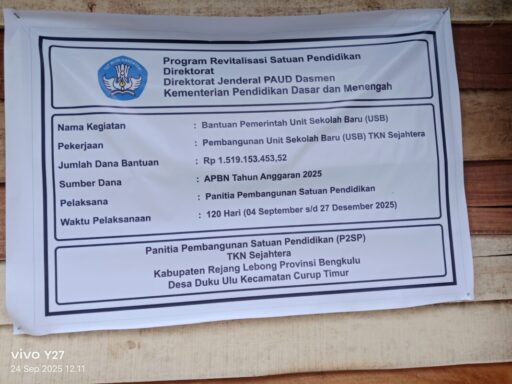 Program Revitalisasi Satuan Pendidikan
Direktorat
Direktorat Jenderal PAUD Dasmen
Kementerian Pendidikan Dasar dan Menengah
Nama Kegiatan : Bantuan Pemerintah Unit Sekolah Baru (USB)
Pekerjaan : Pembangunan Unit Sekolah Baru (USB) TKN Sejahtera
Jumlah Dana Bantuan : Rp 1.519.153.453,52
Sumber Dana : APBN Tahun Anggaran 2025
Pelaksana : Panitia Pembangunan Satuan Pendidikan
Waktu Pelaksanaan : 120 Hari (04 September s/d 27 Desember 2025)
Panitia Pembangunan Satuan Pendidikan (P2SP)
TKN Sejahtera
Kabupaten Rejang Lebong Provinsi Bengkulu
Desa Duku Ulu Kecamatan Curup Timur
vivo Y27
24 Sep 2025 12.11